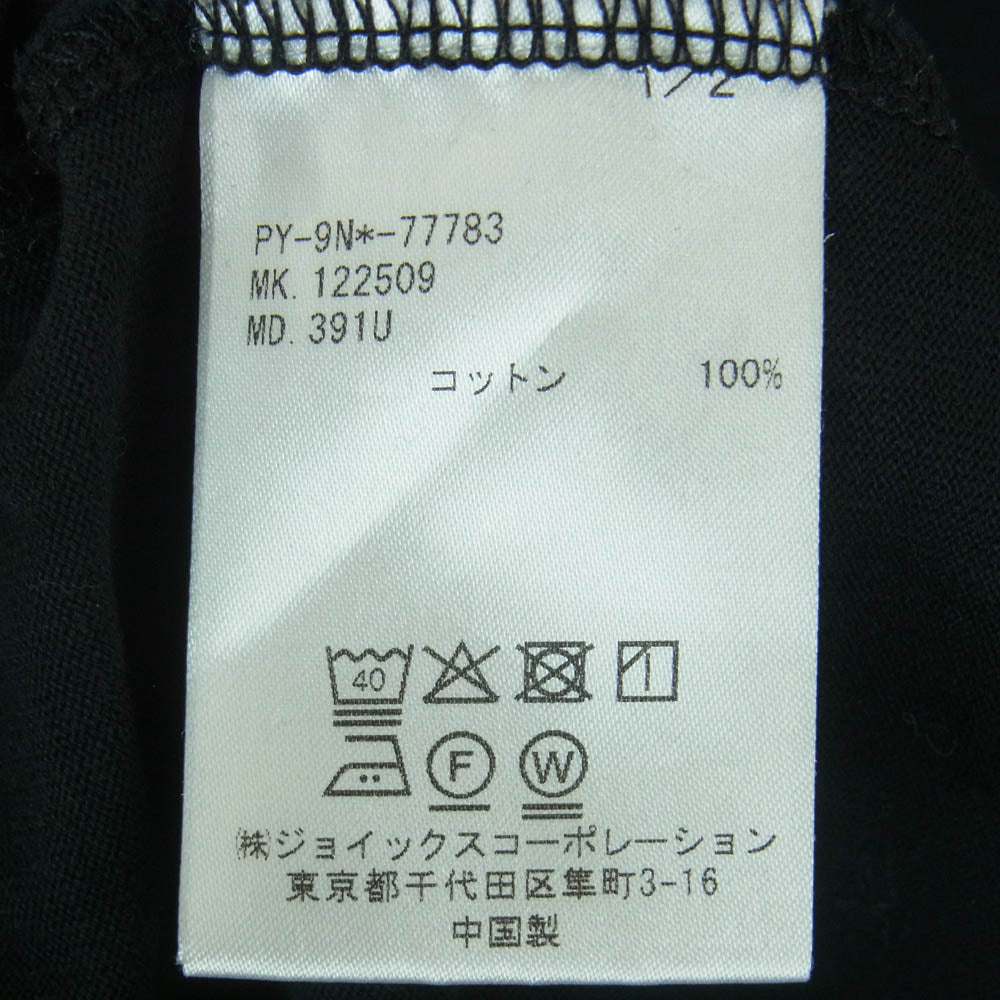 1/2
PY-9N*-77783
MK. 122509
MD. 391U
コットン 100%
40
F W
㈱ジョイックスコーポレーション
東京都千代田区隼町3-16
中国製